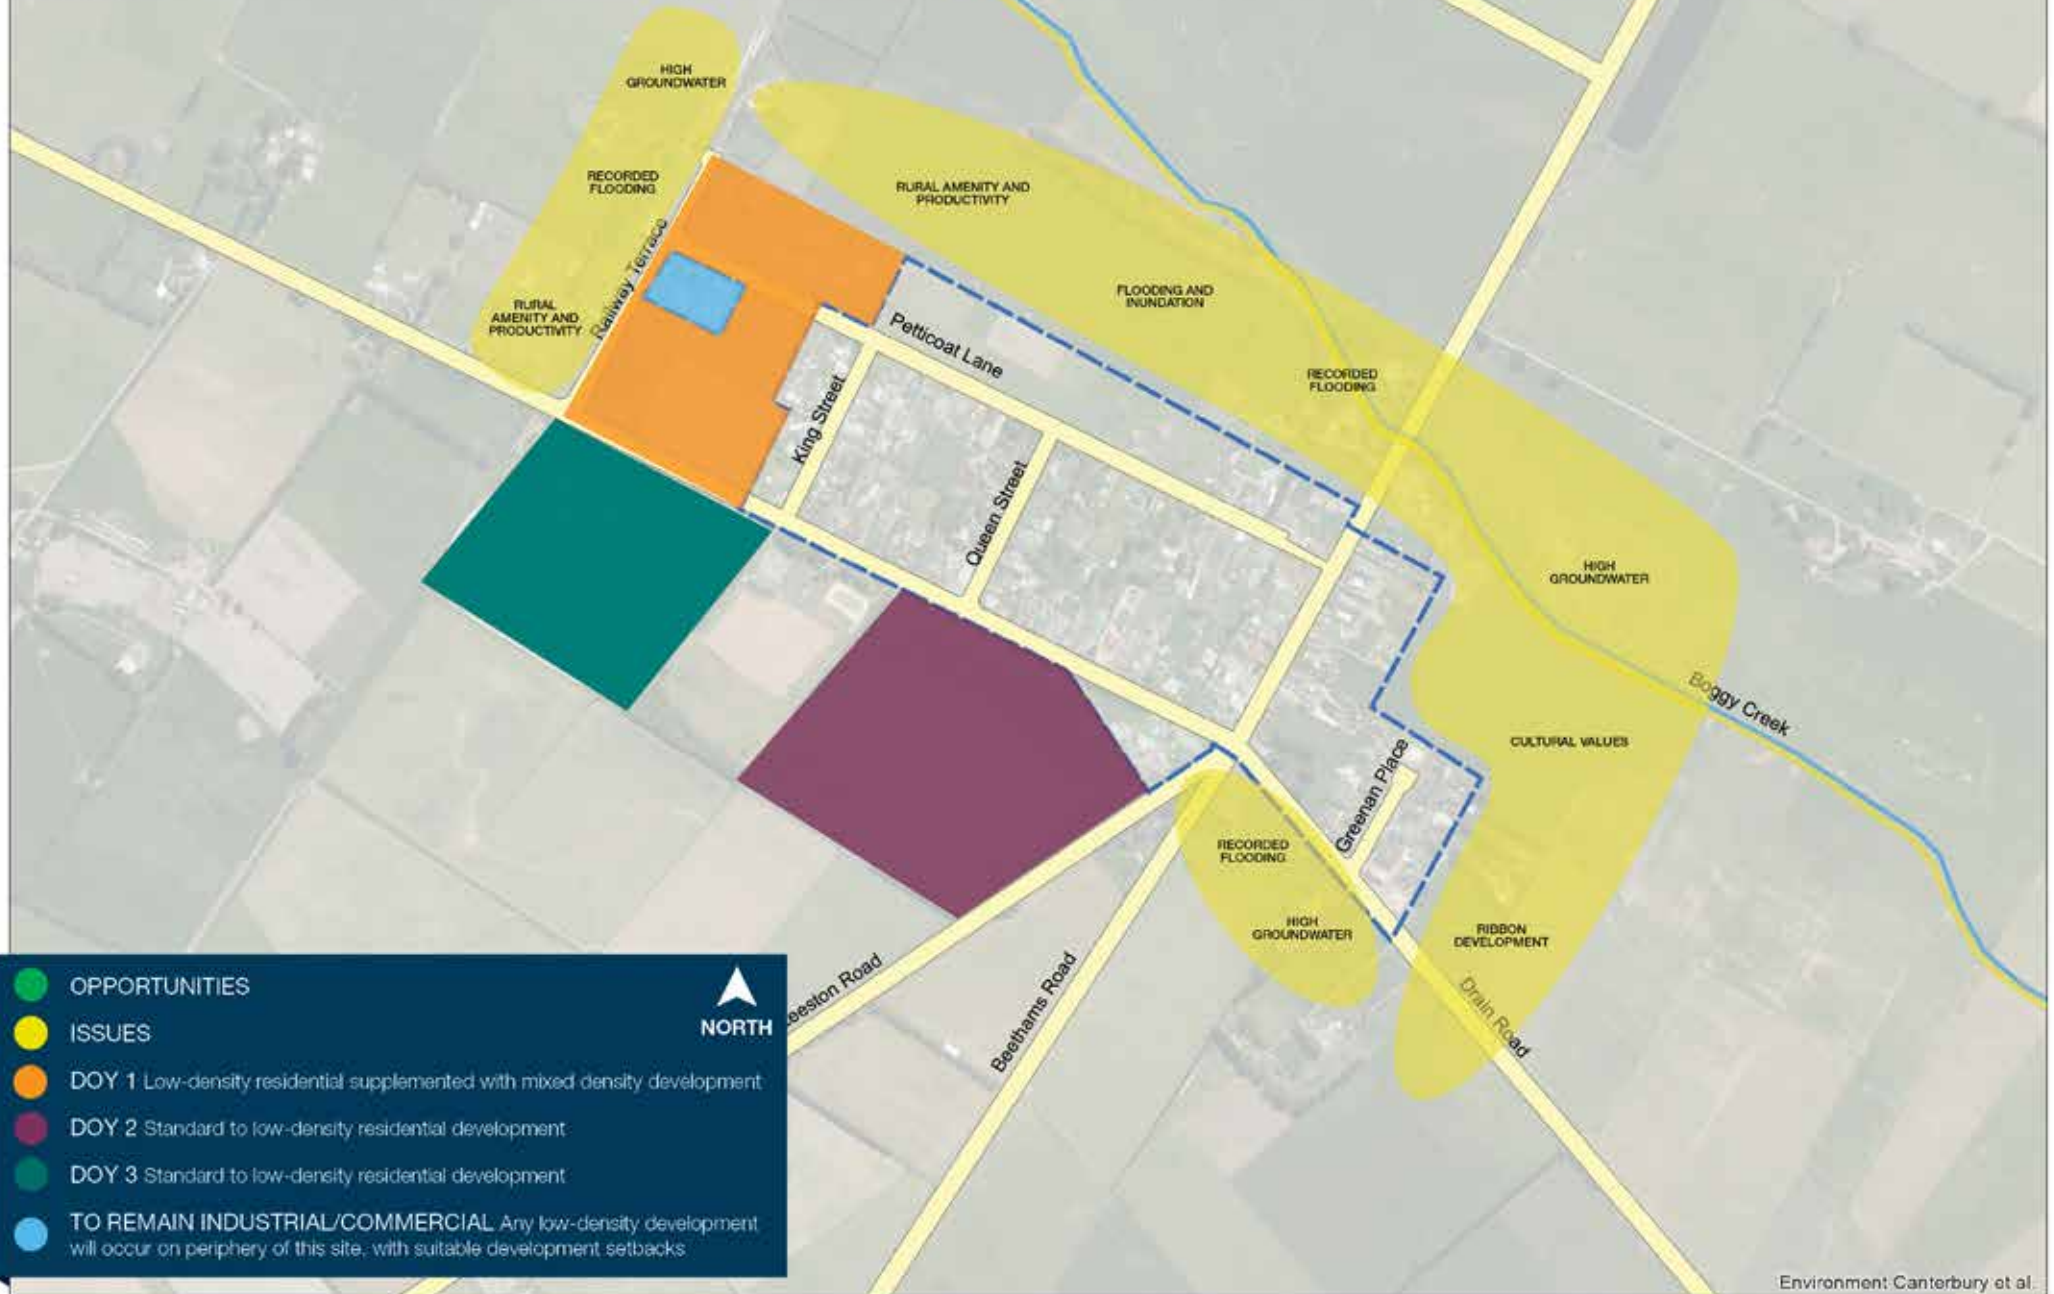 HIGH
GROUNDWATER
RECORDED
FLOODING
RURAL
AMENITY AND
PRODUCTIVITY
Railway Terrace
RURAL AMENITY AND
PRODUCTIVITY
FLOODING AND
INUNDATION
RECORDED
FLOODING
Petticoat Lane
King Street
Queen Street
HIGH
GROUNDWATER
Boggy Creek
CULTURAL VALUES
Greenan Place
RECORDED
FLOODING
HIGH
GROUNDWATER
RIBBON
DEVELOPMENT
Drain Road
Leeston Road
Beethams Road
OPPORTUNITIES
ISSUES
DOY 1 Low-density residential supplemented with mixed density development
DOY 2 Standard to low-density residential development
DOY 3 Standard to low-density residential development
TO REMAIN INDUSTRIAL/COMMERCIAL Any low-density development
will occur on periphery of this site, with suitable development setbacks
NORTH
Environment Canterbury et al.